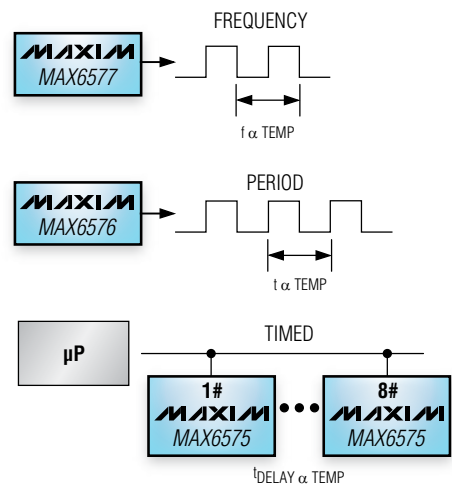 FREQUENCY
MAXIM
MAX6577
f α TEMP
PERIOD
MAXIM
MAX6576
t α TEMP
µP
TIMED
1#
MAXIM
MAX6575
8#
MAXIM
MAX6575
tDELAY α TEMP